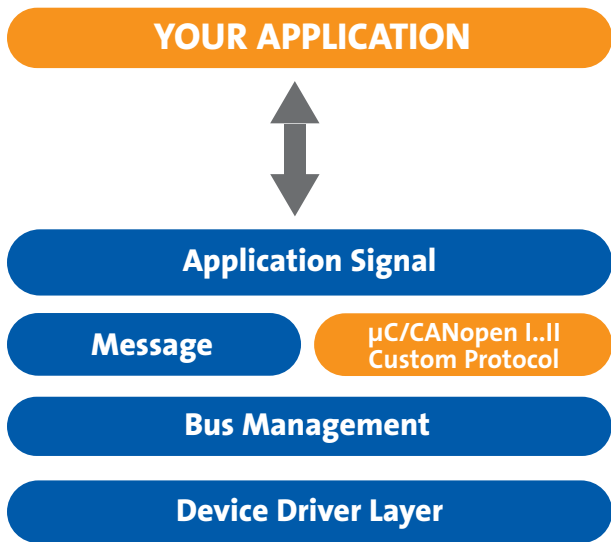 YOUR APPLICATION
Application Signal
Message
µC/CANopen I..II
Custom Protocol
Bus Management
Device Driver Layer